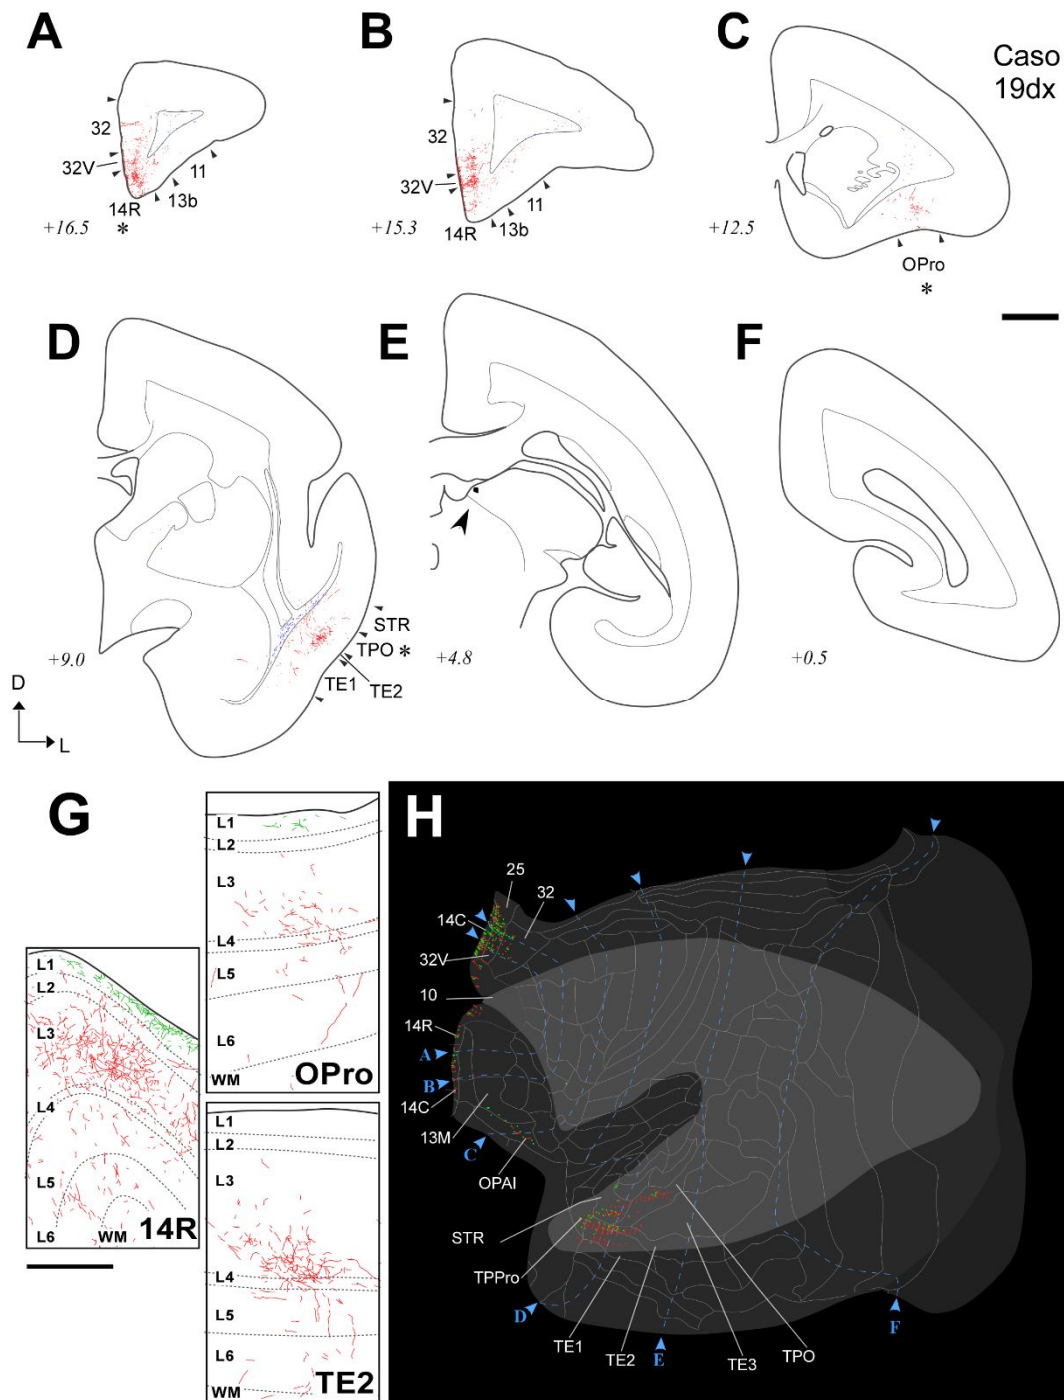 A
B
C
Caso
19dx
32
32V
14R
13b
11
+16.5
*
32
32V
14R
13b
11
+15.3
+12.5
OPro
*
D
E
F
STR
TPO *
TE2
TE1
+9.0
+4.8
+0.5
D
L
G
L1
L2
L3
L4
L5
L6
WM
OPro
L1
L2
L3
L4
L5
L6
WM
14R
L1
L2
L3
L4
L5
L6
WM
TE2
H
25
32
14C
32V
10
14R
A
B
14C
13M
C
OPAI
STR
TPPro
D
TE1
TE2
E
TE3
TPO
F